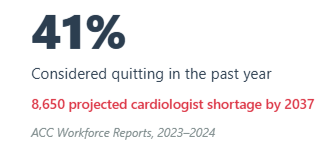 41%
Considered quitting in the past year
8,650 projected cardiologist shortage by 2037
ACC Workforce Reports, 2023–2024